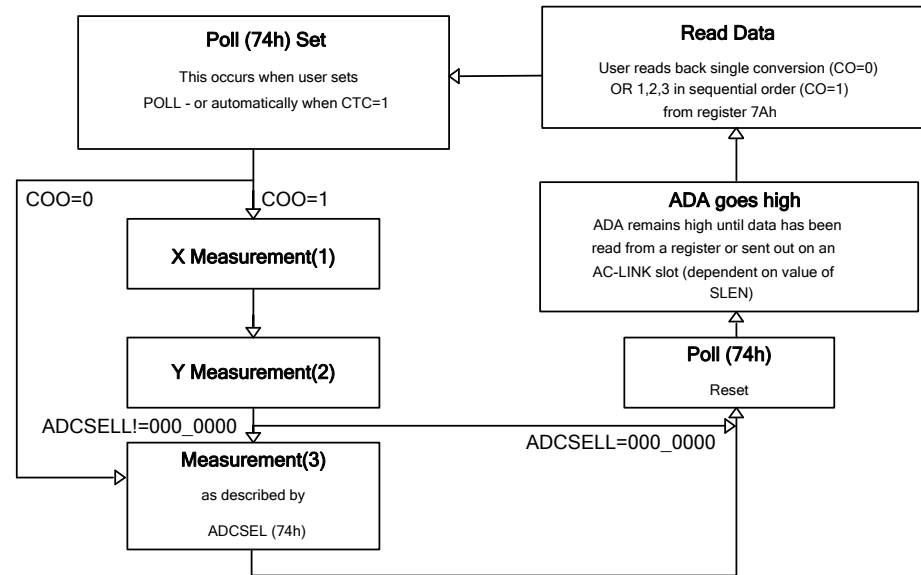 Poll (74h) Set
This occurs when user sets
POLL - or automatically when CTC=1
Read Data
User reads back single conversion (CO=0)
OR 1,2,3 in sequential order (CO=1)
from register 7Ah
COO=0
COO=1
X Measurement(1)
ADA goes high
ADA remains high until data has been
read from a register or sent out on an
AC-LINK slot (dependent on value of
SLEN)
Y Measurement(2)
Poll (74h)
Reset
ADCSELL!=000_0000
ADCSELL=000_0000
Measurement(3)
as described by
ADCSEL (74h)